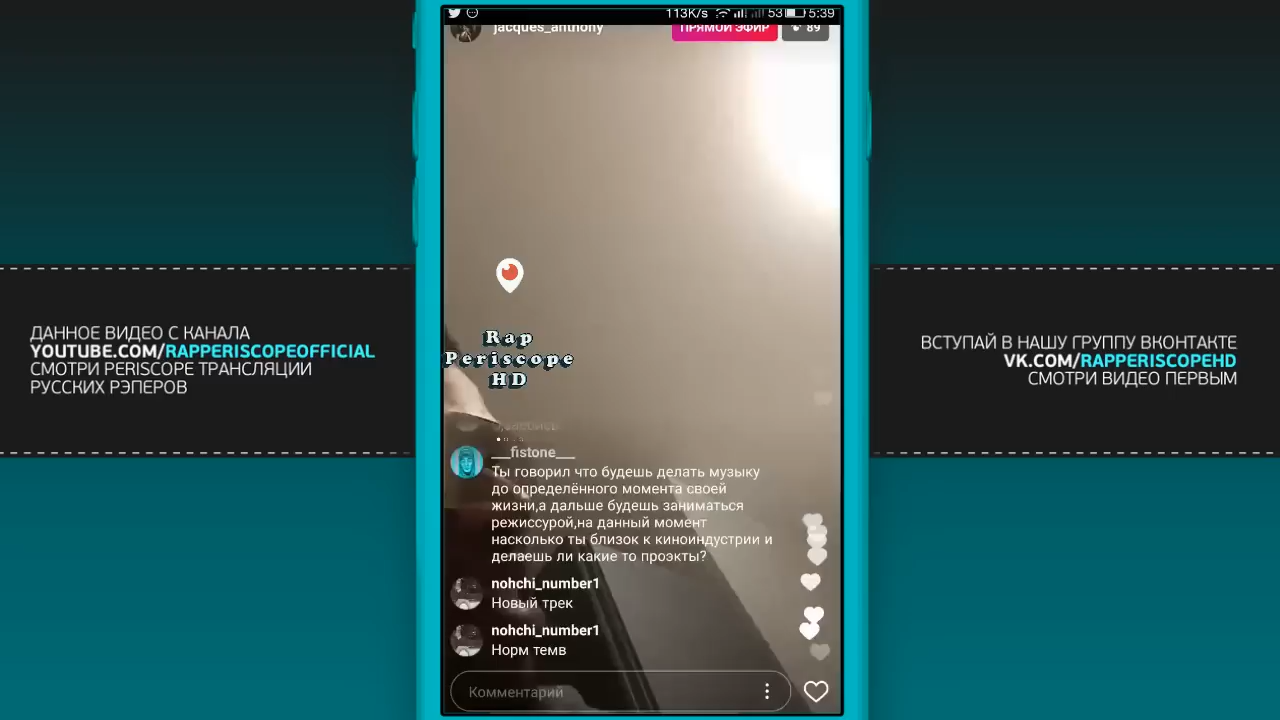 113K/s 53 5:39
jacques_anthony
ПРЯМОЙ ЭФИР
89
ДАННОЕ ВИДЕО С КАНАЛА
YOUTUBE.COM/RAPPERISCOPEOFFICIAL
СМОТРИ PERISCOPE ТРАНСЛЯЦИИ
РУССКИХ РЭПЕРОВ
Rap
Periscope
HD
ВСТУПАЙ В НАШУ ГРУППУ ВКОНТАКТЕ
VK.COM/RAPPERISCOPEHD
СМОТРИ ВИДЕО ПЕРВЫМ
___fistone___
Ты говорил что будешь делать музыку
до определённого момента своей
жизни,а дальше будешь заниматься
режиссурой,на данный момент
насколько ты близок к киноиндустрии и
делаешь ли какие то проэкты?
nohchi_number1
Новый трек
nohchi_number1
Норм темв
Комментарий